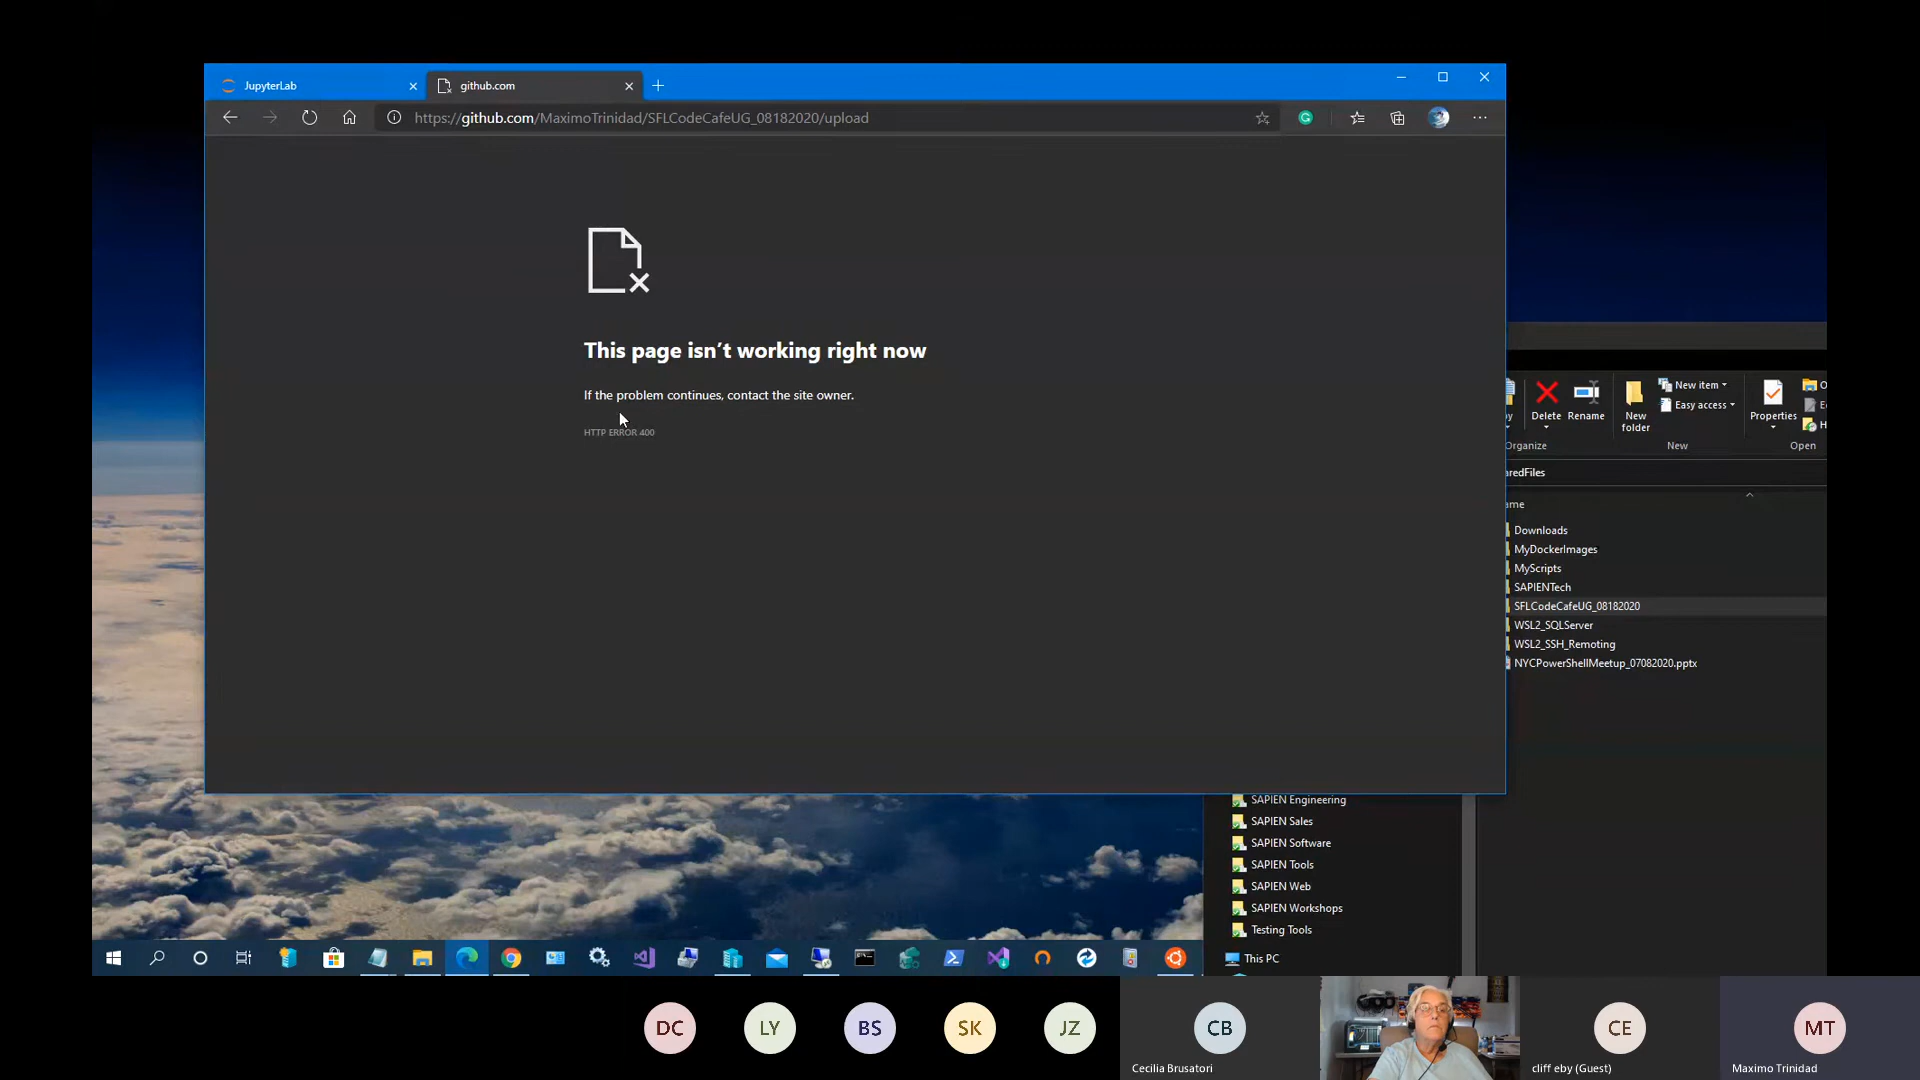 JupyterLab
github.com
https://github.com/MaximoTrinidad/SFLCodeCafeUG_08182020/upload
This page isn't working right now
If the problem continues, contact the site owner.
HTTP ERROR 400
Delete
Rename
New folder
New item
Easy access
Properties
Organize
New
Open
aredFiles
ame
Downloads
MyDockerImages
MyScripts
SAPIENTech
SFLCodeCafeUG_08182020
WSL2_SQLServer
WSL2_SSH_Remoting
NYCPowerShellMeetup_07082020.pptx
SAPIEN Engineering
SAPIEN Sales
SAPIEN Software
SAPIEN Tools
SAPIEN Web
SAPIEN Workshops
Testing Tools
This PC
DC
LY
BS
SK
JZ
CB
CE
MT
Cecilia Brusatori
cliff eby (Guest)
Maximo Trinidad